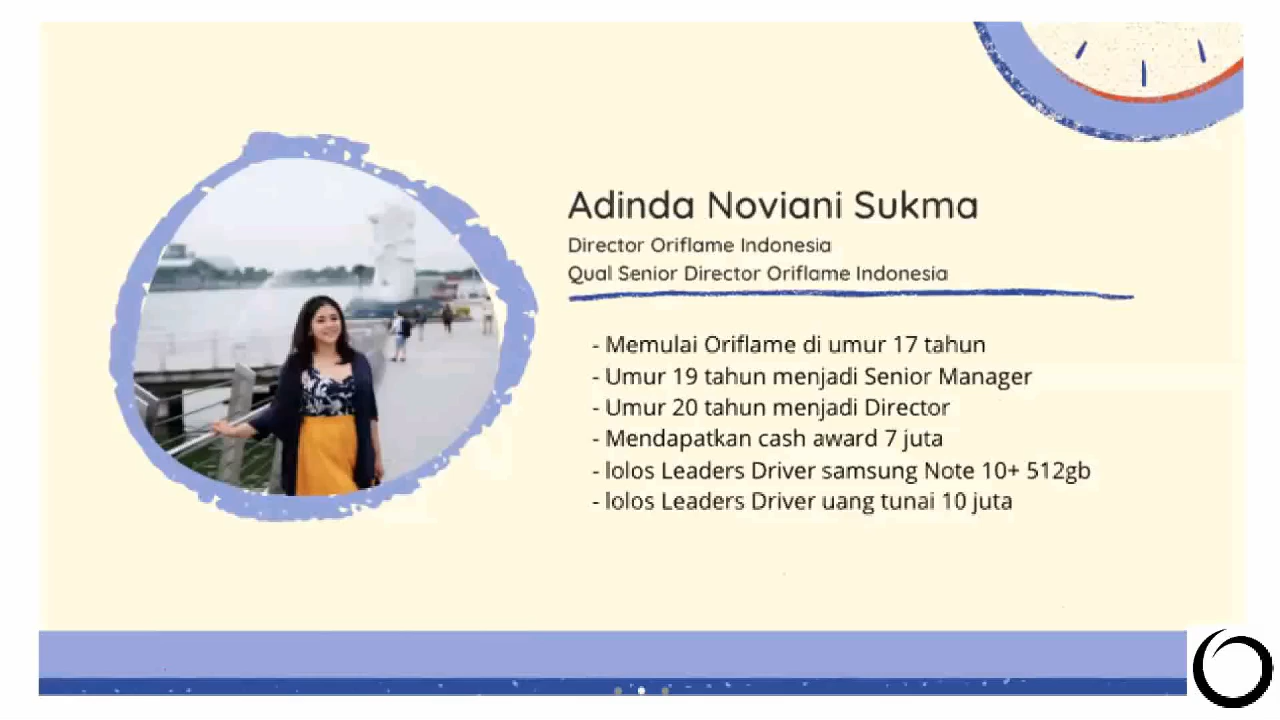 Adinda Noviani Sukma
Director Oriflame Indonesia
Qual Senior Director Oriflame Indonesia
- Memulai Oriflame di umur 17 tahun
- Umur 19 tahun menjadi Senior Manager
- Umur 20 tahun menjadi Director
- Mendapatkan cash award 7 juta
- lolos Leaders Driver samsung Note 10+ 512gb
- lolos Leaders Driver uang tunai 10 juta